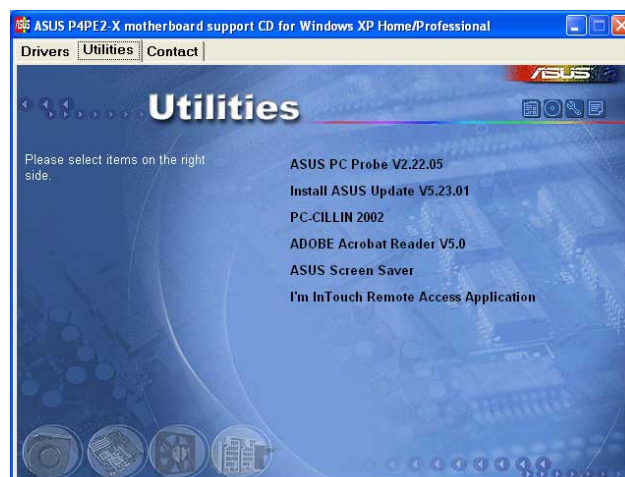 ASUS P4PE2-X motherboard support CD for Windows XP Home/Professional
Drivers Utilities Contact
ASUS
Utilities
Please select items on the right
side.
ASUS PC Probe V2.22.05
Install ASUS Update V5.23.01
PC-CILLIN 2002
ADOBE Acrobat Reader V5.0
ASUS Screen Saver
I'm InTouch Remote Access Application